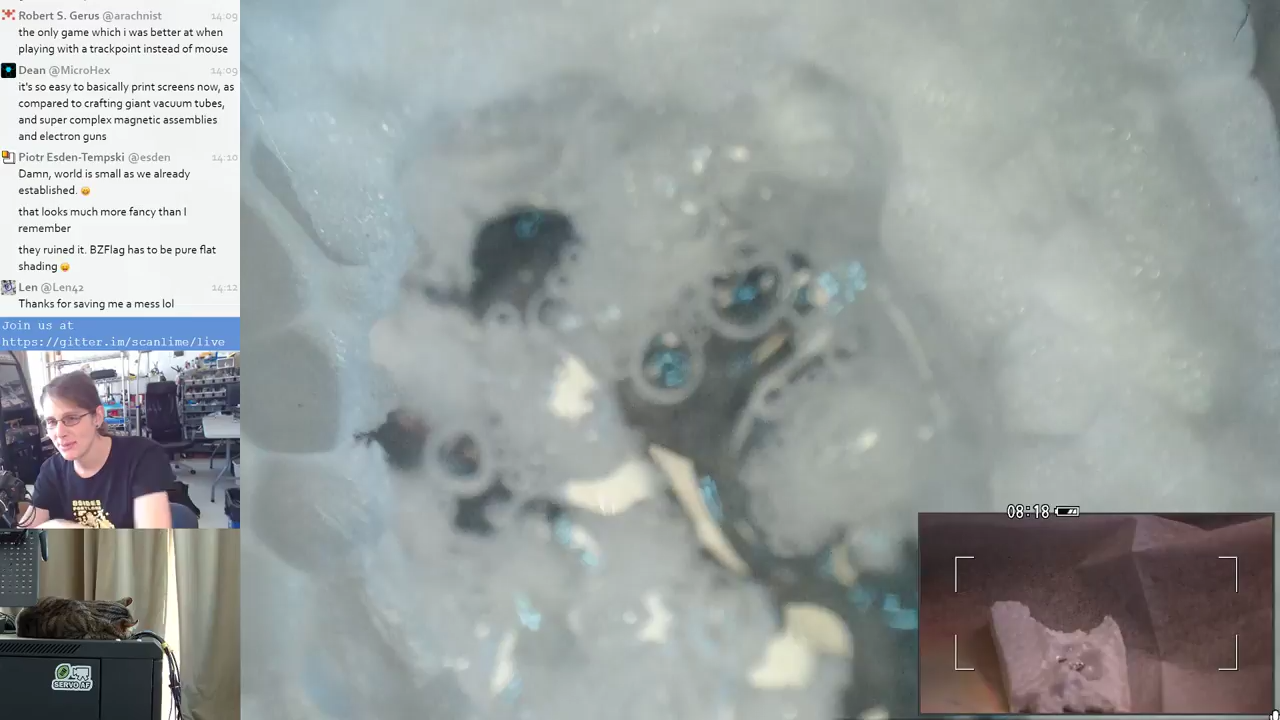 Robert S. Gerus @arachnist 14:09
the only game which i was better at when
playing with a trackpoint instead of mouse
Dean @MicroHex 14:09
it's so easy to basically print screens now, as
compared to crafting giant vacuum tubes,
and super complex magnetic assemblies
and electron guns
Piotr Esden-Tempski @esden 14:10
Damn, world is small as we already
established.
that looks much more fancy than I
remember
they ruined it. BZFlag has to be pure flat
shading
Len @Len42 14:12
Thanks for saving me a mess lol
Join us at
https://gitter.im/scanlime/live
SERVO AF
08:18